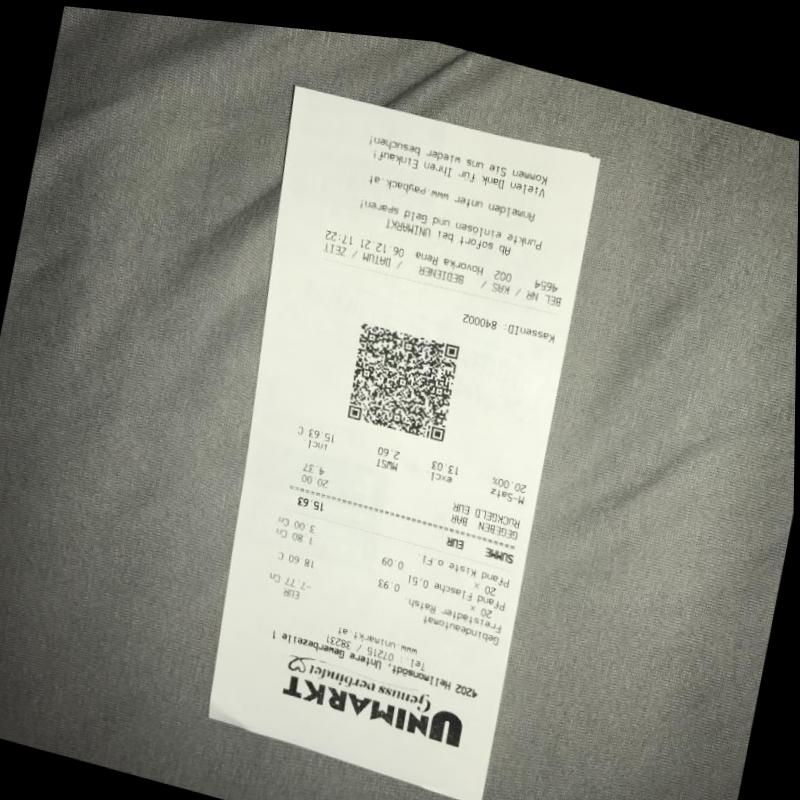 UNIMARKT
Genuss verbindet
4202 Hellmonsödt, Untere Gewerbezeile 1
Tel.: 07215 / 38231
www.unimarkt.at
EUR
Gebindeautomat -7.77 Cn
Freistädter Ratsh.
20 x 0.93 18.60 C
Pfand Flasche 0,5l
20 x 0.09 1.80 Cn
Pfand Kiste o.Fl. 3.00 Cn
SUMME EUR 15.63
GEGEBEN BAR 20.00
RÜCKGELD EUR 4.37
M-Satz excl MWST incl.
20.00% 13.03 2.60 15.63 C
KassenID: 840002
BEL NR / KAS / BEDIENER / DATUM / ZEIT
4654 002 Hovorka Rena 06.12.21 17:22
Ab sofort bei UNIMARKT
Punkte einlösen und Geld sparen!
Anmelden unter www.Payback.at
Vielen Dank für Ihren Einkauf!
Kommen Sie uns wieder besuchen!